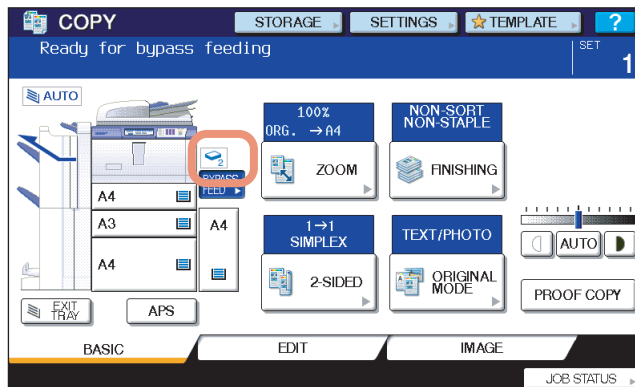 COPY
STORAGE
SETTINGS
TEMPLATE
?
Ready for bypass feeding
SET
1
AUTO
100%
ORG. →A4
ZOOM
NON-SORT
NON-STAPLE
FINISHING
2
BYPASS
FEED
A4
A3
A4
A4
1→1
SIMPLEX
2-SIDED
TEXT/PHOTO
ORIGINAL
MODE
AUTO
PROOF COPY
EXIT
TRAY
APS
BASIC
EDIT
IMAGE
JOB STATUS